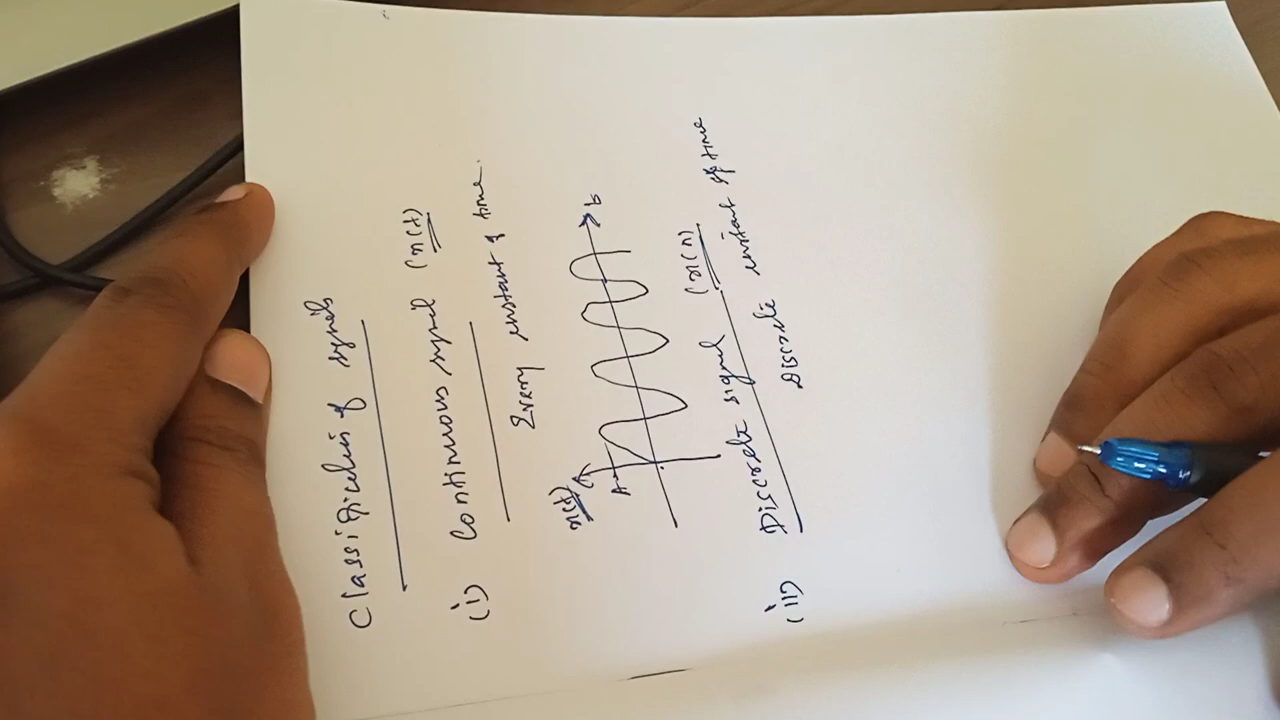 Classification of signals
(i) Continuous signal (x(t)
Every instant of time.
x(t)
A
t
(ii) Discrete signal (x(n)
Discrete instant of time